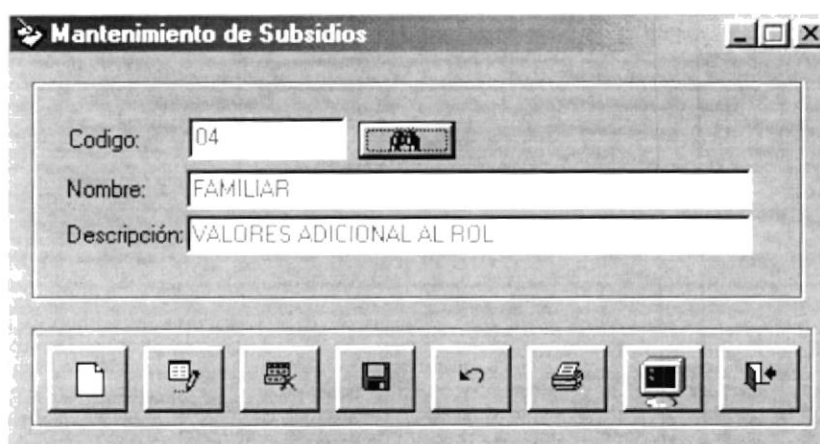 Mantenimiento de Subsidios
Codigo: 04
Nombre: FAMILIAR
Descripción: VALORES ADICIONAL AL ROL